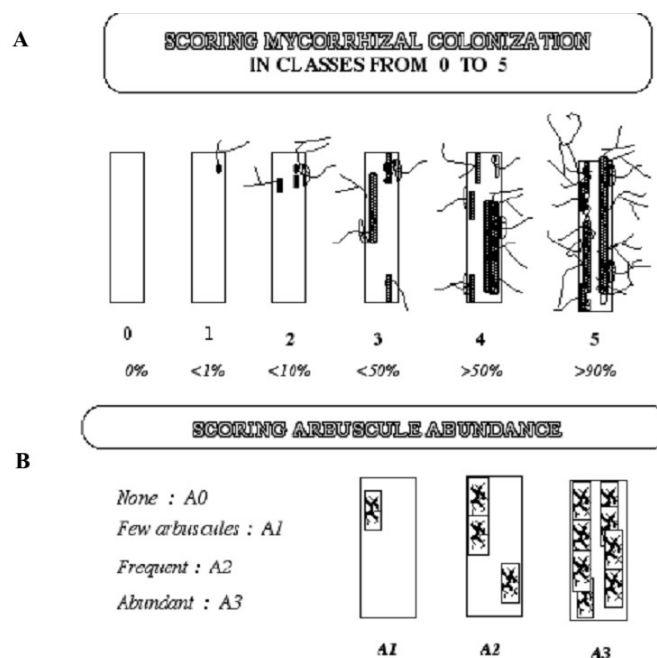 A
SCORING MYCORRHIZAL COLONIZATION
IN CLASSES FROM 0 TO 5
0 1 2 3 4 5
0% <1% <10% <50% >50% >90%
SCORING ARBUSCULE ABUNDANCE
B
None : A0
Few arbuscules : A1
Frequent : A2
Abundant : A3
A1 A2 A3